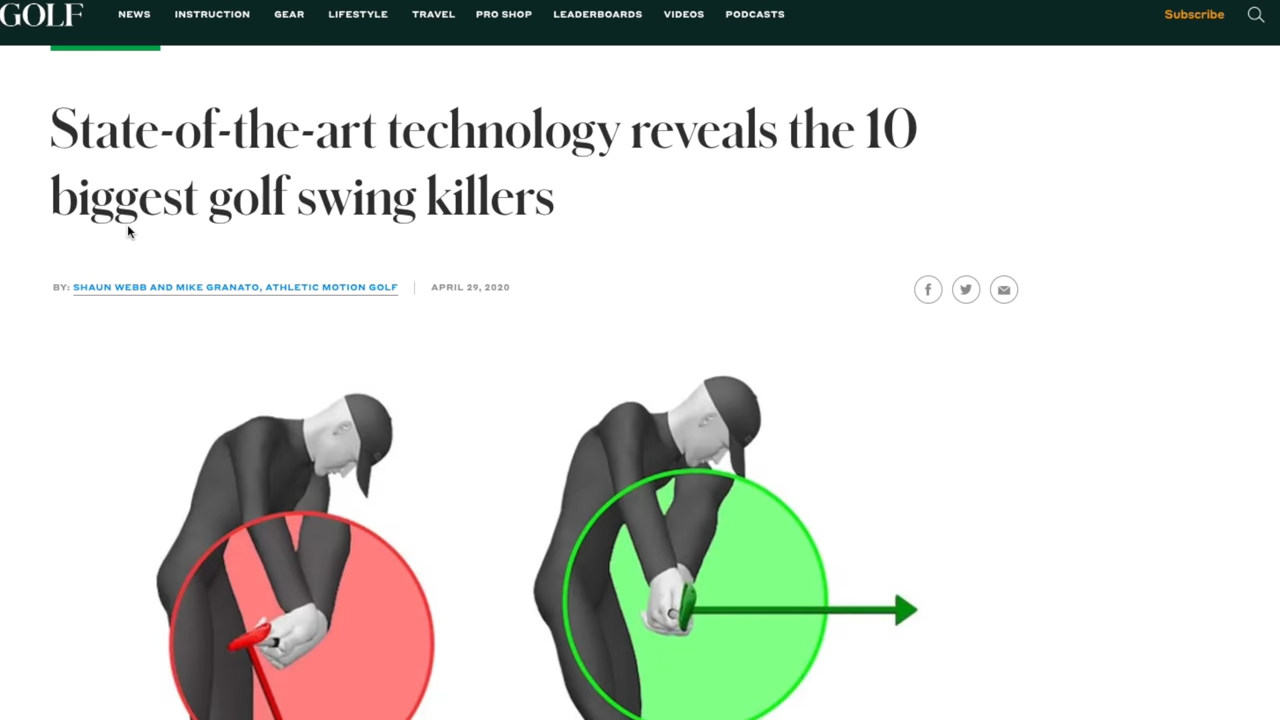 GOLF NEWS INSTRUCTION GEAR LIFESTYLE TRAVEL PRO SHOP LEADERBOARDS VIDEOS PODCASTS Subscribe
State-of-the-art technology reveals the 10
biggest golf swing killers
BY: SHAUN WEBB AND MIKE GRANATO, ATHLETIC MOTION GOLF APRIL 29, 2020